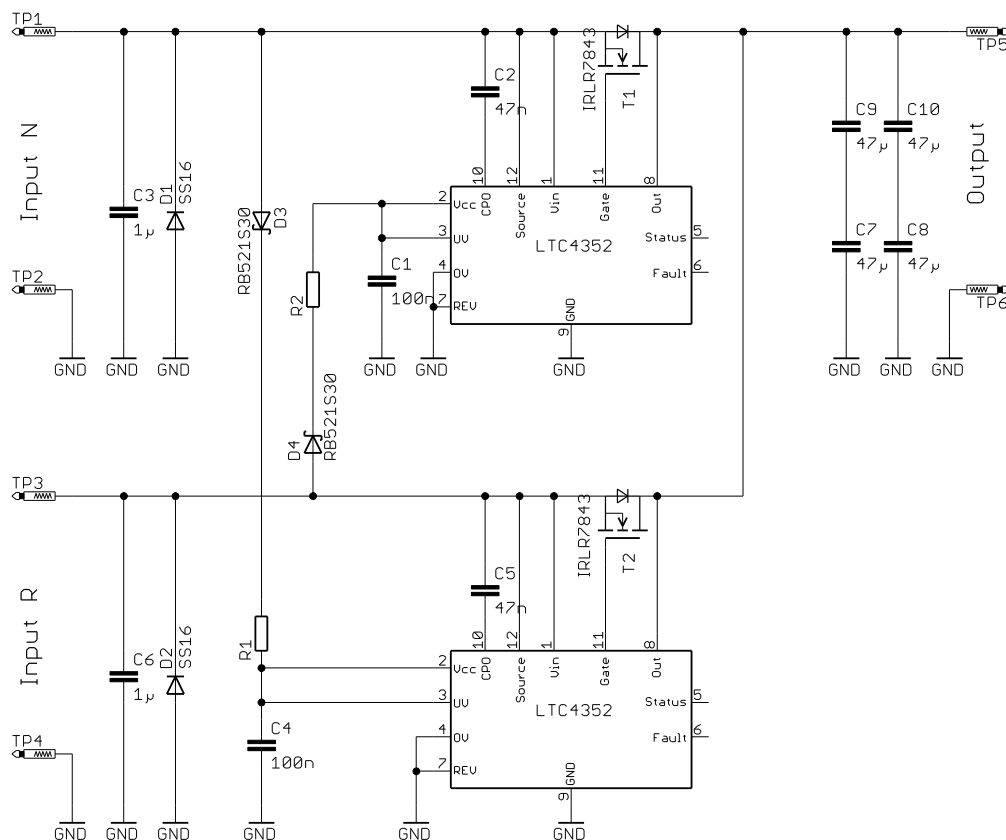 TP1
TP5
IRLR7843
T1
C2
47n
Input N
C3
1µ
D1
SS16
RB521S30
D3
C9
47µ
C10
47µ
Output
10
12
1
11
8
2
Vcc
CPO
Source
Vin
Gate
Out
3
UV
LTC4352
Status
5
C7
47µ
C8
47µ
TP2
R2
C1
100n
4
OV
7
REV
Fault
6
GND
9
TP6
GND
GND
GND
GND
GND
GND
GND
GND
GND
D4
RB521S30
TP3
IRLR7843
T2
C5
47n
Input R
C6
1µ
D2
SS16
R1
10
12
1
11
8
2
Vcc
CPO
Source
Vin
Gate
Out
3
UV
LTC4352
Status
5
TP4
C4
100n
4
OV
7
REV
Fault
6
GND
9
GND
GND
GND
GND
GND
GND